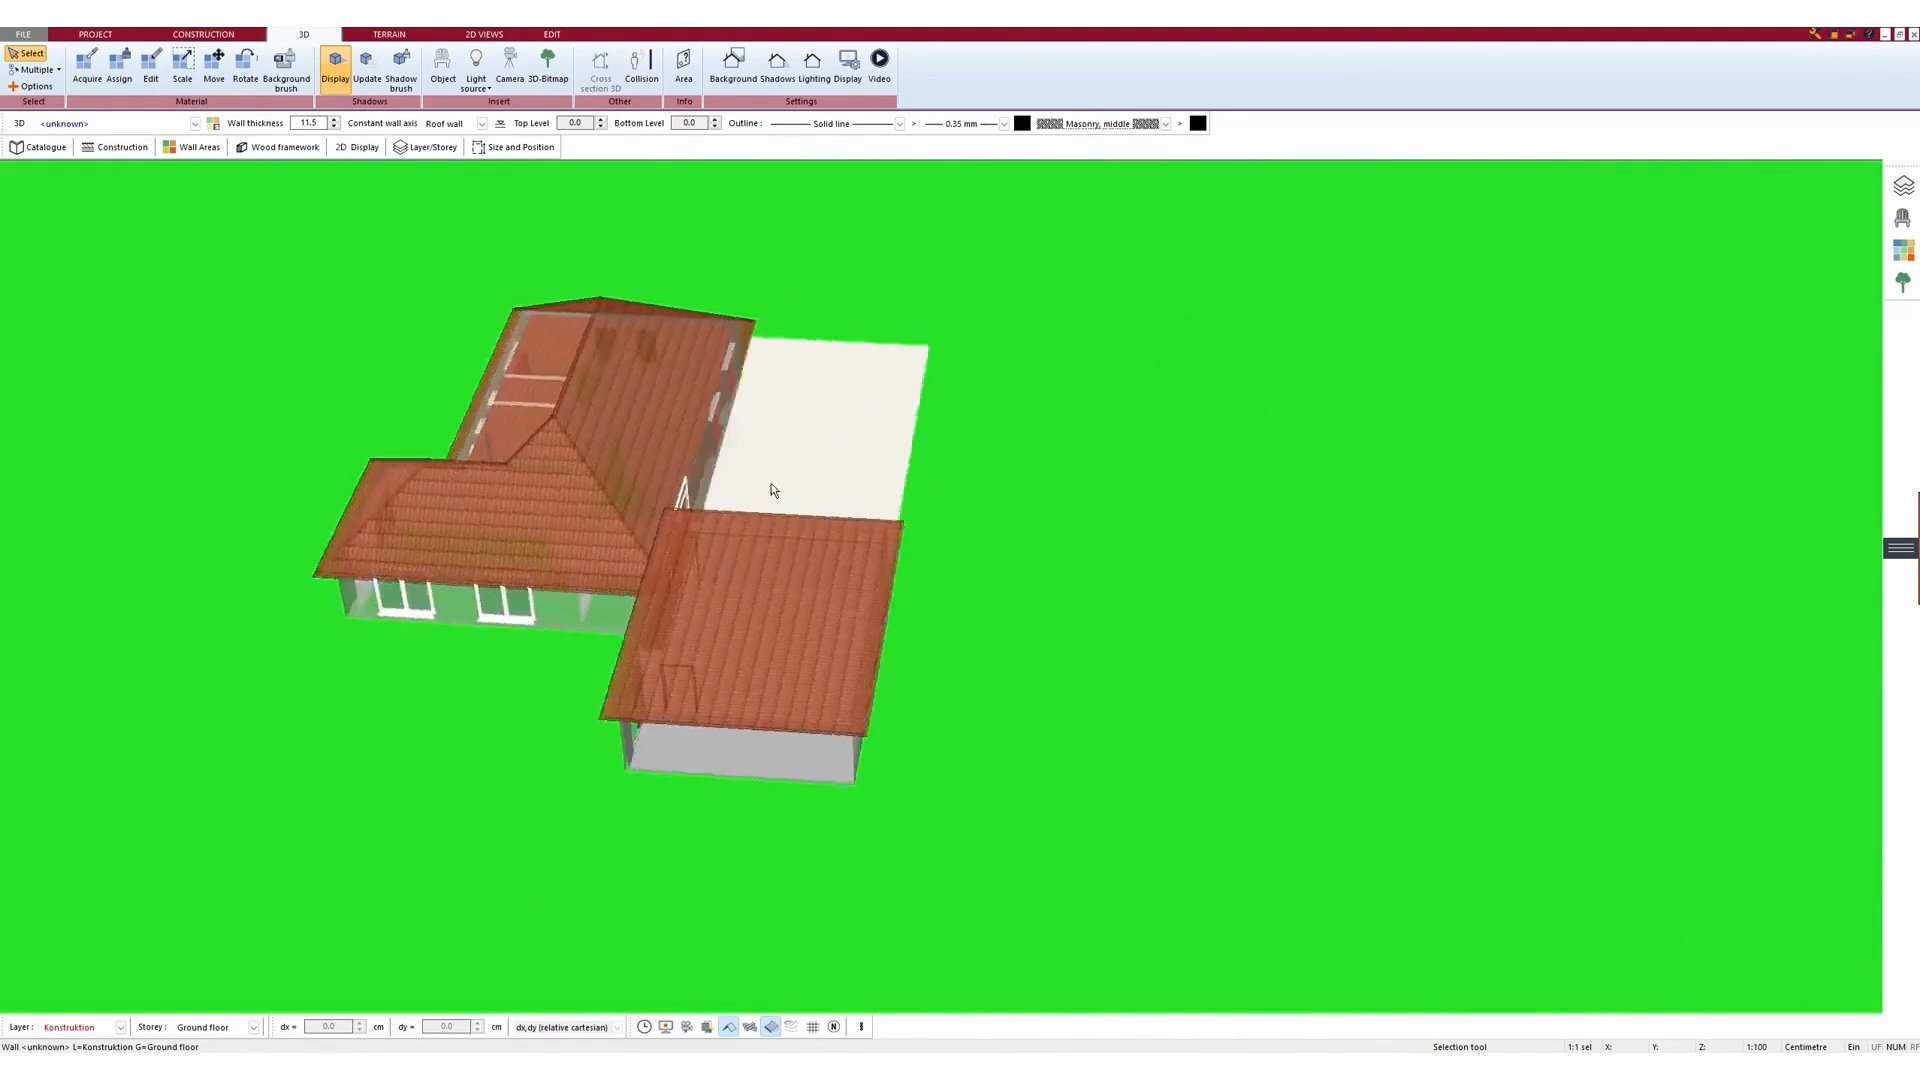 FILE PROJECT CONSTRUCTION 3D TERRAIN 2D VIEWS EDIT
Select
Multiple
Options
Acquire Assign Edit Scale Move Rotate Background brush
Display Update Shadow brush
Object Light source Camera 3D-Bitmap
Cross section 3D Collision
Area
Background Shadows Lighting Display Video
Select Material Shadows Insert Other Info Settings
3D <unknown> Wall thickness 11.5 Constant wall axis Roof wall Top Level 0.0 Bottom Level 0.0 Outline : Solid line > 0.35 mm Masonry, middle >
Catalogue Construction Wall Areas Wood framework 2D Display Layer/Storey Size and Position
Layer : Konstruktion Storey : Ground floor dx = 0.0 cm dy = 0.0 cm dx,dy (relative cartesian)
Wall <unknown> L=Konstruktion G=Ground floor Selection tool 1:1 sel X: Y: Z: 1:100 Centimetre Ein UF NUM RF